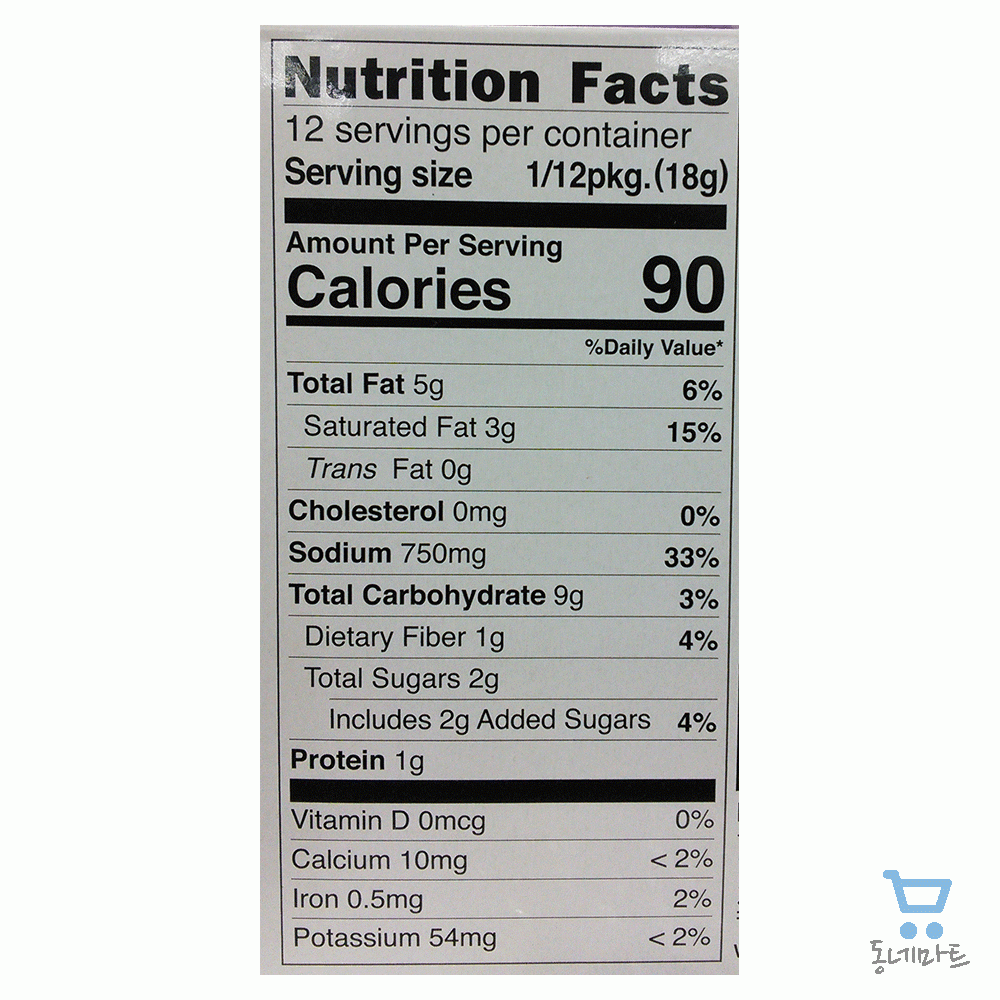 Nutrition Facts
12 servings per container
Serving size 1/12pkg.(18g)
Amount Per Serving
Calories 90
%Daily Value*
Total Fat 5g 6%
Saturated Fat 3g 15%
Trans Fat 0g
Cholesterol 0mg 0%
Sodium 750mg 33%
Total Carbohydrate 9g 3%
Dietary Fiber 1g 4%
Total Sugars 2g
Includes 2g Added Sugars 4%
Protein 1g
Vitamin D 0mcg 0%
Calcium 10mg < 2%
Iron 0.5mg 2%
Potassium 54mg < 2%
동네마트